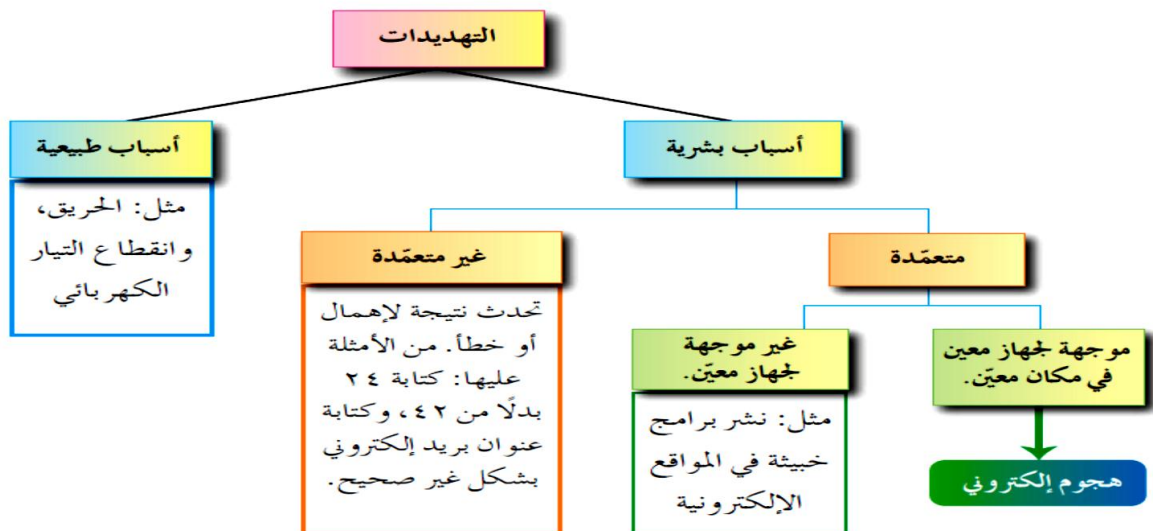 التهديدات
أسباب بشرية
أسباب طبيعية
مثل: الحريق،
وانقطاع التيار
الكهربائي
متعمّدة
غير متعمّدة
تحدث نتيجة لإهمال
أو خطأ. من الأمثلة
عليها: كتابة ٢٤
بدلًا من ٤٢، وكتابة
عنوان بريد إلكتروني
بشكل غير صحيح.
موجهة لجهاز معين
في مكان معيّن.
هجوم إلكتروني
غير موجهة
لجهاز معيّن.
مثل: نشر برامج
خبيثة في المواقع
الإلكترونية